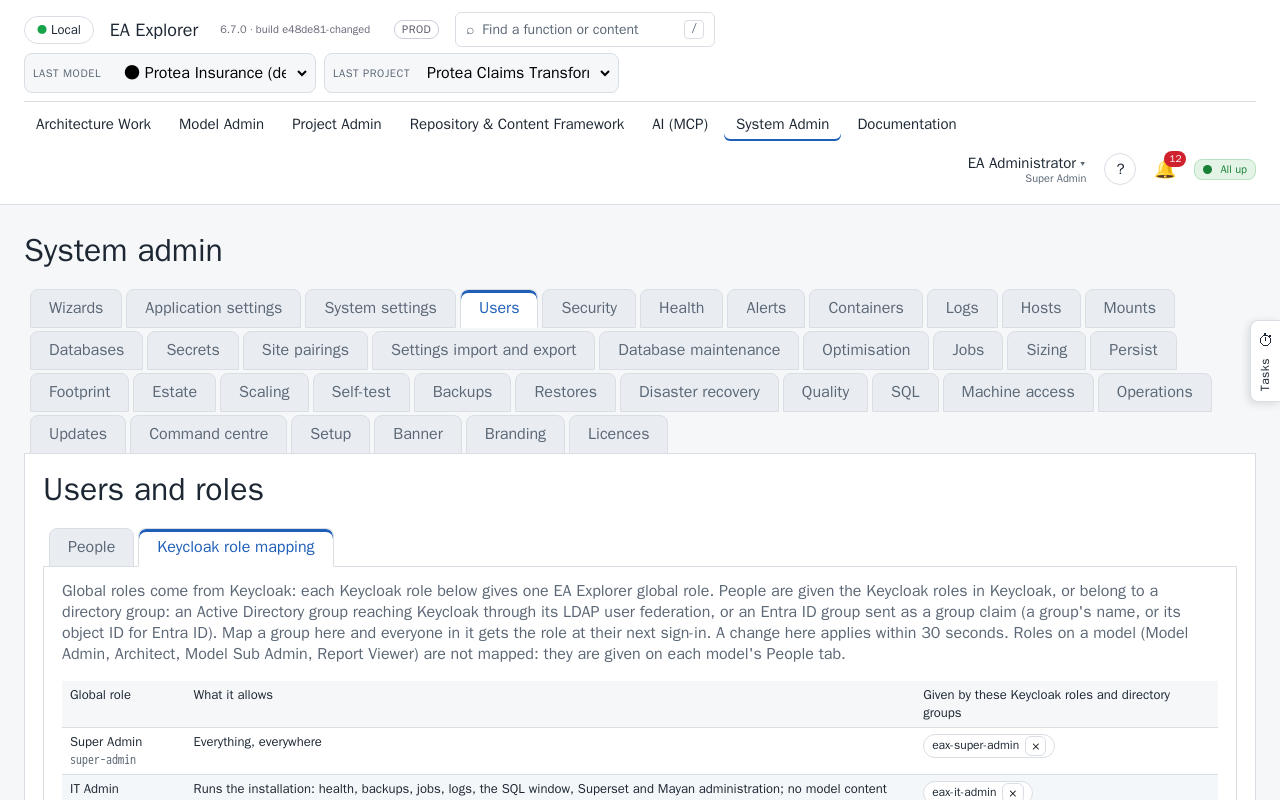 Local EA Explorer 6.7.0 · build e48de81-changed PROD Find a function or content /
LAST MODEL Protea Insurance (de LAST PROJECT Protea Claims Transfor
Architecture Work Model Admin Project Admin Repository & Content Framework AI (MCP) System Admin Documentation
EA Administrator ▾
Super Admin
? 12 All up
System admin
Wizards Application settings System settings Users Security Health Alerts Containers Logs Hosts Mounts
Databases Secrets Site pairings Settings import and export Database maintenance Optimisation Jobs Sizing Persist
Footprint Estate Scaling Self-test Backups Restores Disaster recovery Quality SQL Machine access Operations
Updates Command centre Setup Banner Branding Licences
Tasks
Users and roles
People Keycloak role mapping
Global roles come from Keycloak: each Keycloak role below gives one EA Explorer global role. People are given the Keycloak roles in Keycloak, or belong to a
directory group: an Active Directory group reaching Keycloak through its LDAP user federation, or an Entra ID group sent as a group claim (a group's name, or its
object ID for Entra ID). Map a group here and everyone in it gets the role at their next sign-in. A change here applies within 30 seconds. Roles on a model (Model
Admin, Architect, Model Sub Admin, Report Viewer) are not mapped: they are given on each model's People tab.
Global role What it allows Given by these Keycloak roles and directory
groups
Super Admin Everything, everywhere eax-super-admin ×
super-admin
IT Admin Runs the installation: health, backups, jobs, logs, the SQL window, Superset and Mayan administration; no model content eax-it-admin ×